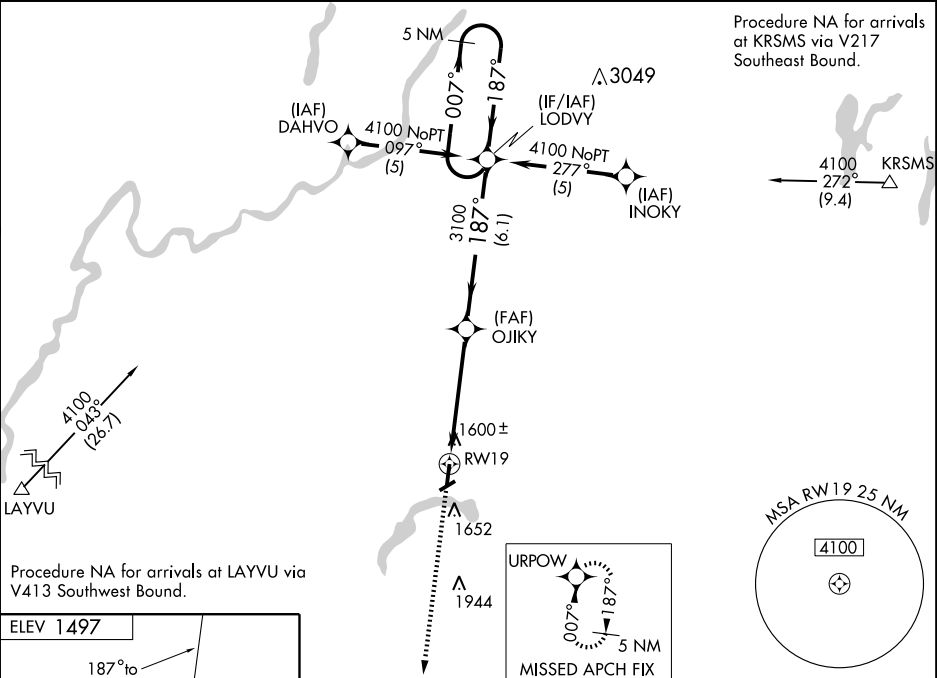 Procedure NA for arrivals
at KRSMS via V217
Southeast Bound.
5 NM
007°
187°
3049
(IF/IAF)
LODVY
(IAF)
DAHVO
4100 NoPT
097°
(5)
4100 NoPT
277°
(5)
(IAF)
INOKY
4100
272°
(9.4)
KRSMS
3100
187°
(6.1)
(FAF)
OJIKY
4100
043°
(26.7)
LAYVU
1600 ±
RW19
1652
1944
MSA RW19 25 NM
4100
Procedure NA for arrivals at LAYVU via
V413 Southwest Bound.
URPOW
007°
187°
5 NM
MISSED APCH FIX
ELEV 1497
187° to